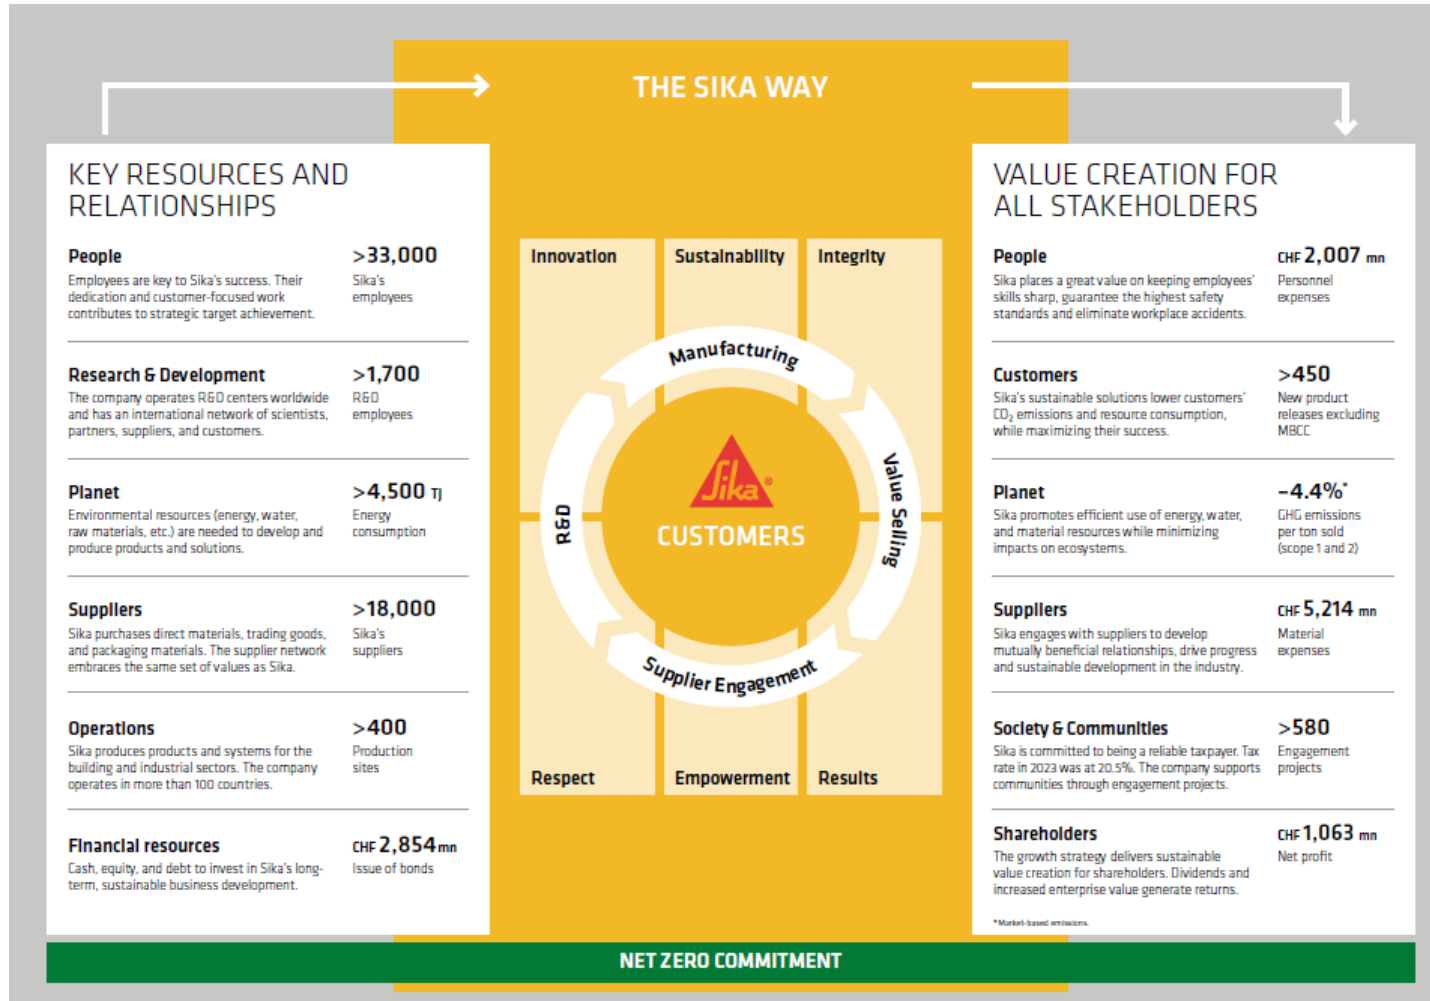 THE SIKA WAY
KEY RESOURCES AND
RELATIONSHIPS
People
Employees are key to Sika's success. Their
dedication and customer-focused work
contributes to strategic target achievement.
>33,000
Sika's
employees
Research & Development
The company operates R&D centers worldwide
and has an international network of scientists,
partners, suppliers, and customers.
>1,700
R&D
employees
Planet
Environmental resources (energy, water,
raw materials, etc.) are needed to develop and
produce products and solutions.
>4,500 TJ
Energy
consumption
Suppliers
Sika purchases direct materials, trading goods,
and packaging materials. The supplier network
embraces the same set of values as Sika.
>18,000
Sika's
suppliers
Operations
Sika produces products and systems for the
building and industrial sectors. The company
operates in more than 100 countries.
>400
Production
sites
Financial resources
Cash, equity, and debt to invest in Sika's long-
term, sustainable business development.
CHF 2,854 mn
Issue of bonds
Innovation
Sustainability
Integrity
Manufacturing
Value Selling
Supplier Engagement
R&D
Sika®
CUSTOMERS
Respect
Empowerment
Results
VALUE CREATION FOR
ALL STAKEHOLDERS
People
Sika places a great value on keeping employees'
skills sharp, guarantee the highest safety
standards and eliminate workplace accidents.
CHF 2,007 mn
Personnel
expenses
Customers
Sika's sustainable solutions lower customers'
CO₂ emissions and resource consumption,
while maximizing their success.
>450
New product
releases excluding
MBCC
Planet
Sika promotes efficient use of energy, water,
and material resources while minimizing
impacts on ecosystems.
−4.4%*
GHG emissions
per ton sold
(scope 1 and 2)
Suppliers
Sika engages with suppliers to develop
mutually beneficial relationships, drive progress
and sustainable development in the industry.
CHF 5,214 mn
Material
expenses
Society & Communities
Sika is committed to being a reliable taxpayer. Tax
rate in 2023 was at 20.5%. The company supports
communities through engagement projects.
>580
Engagement
projects
Shareholders
The growth strategy delivers sustainable
value creation for shareholders. Dividends and
increased enterprise value generate returns.
CHF 1,063 mn
Net profit
*Market-based emissions.
NET ZERO COMMITMENT